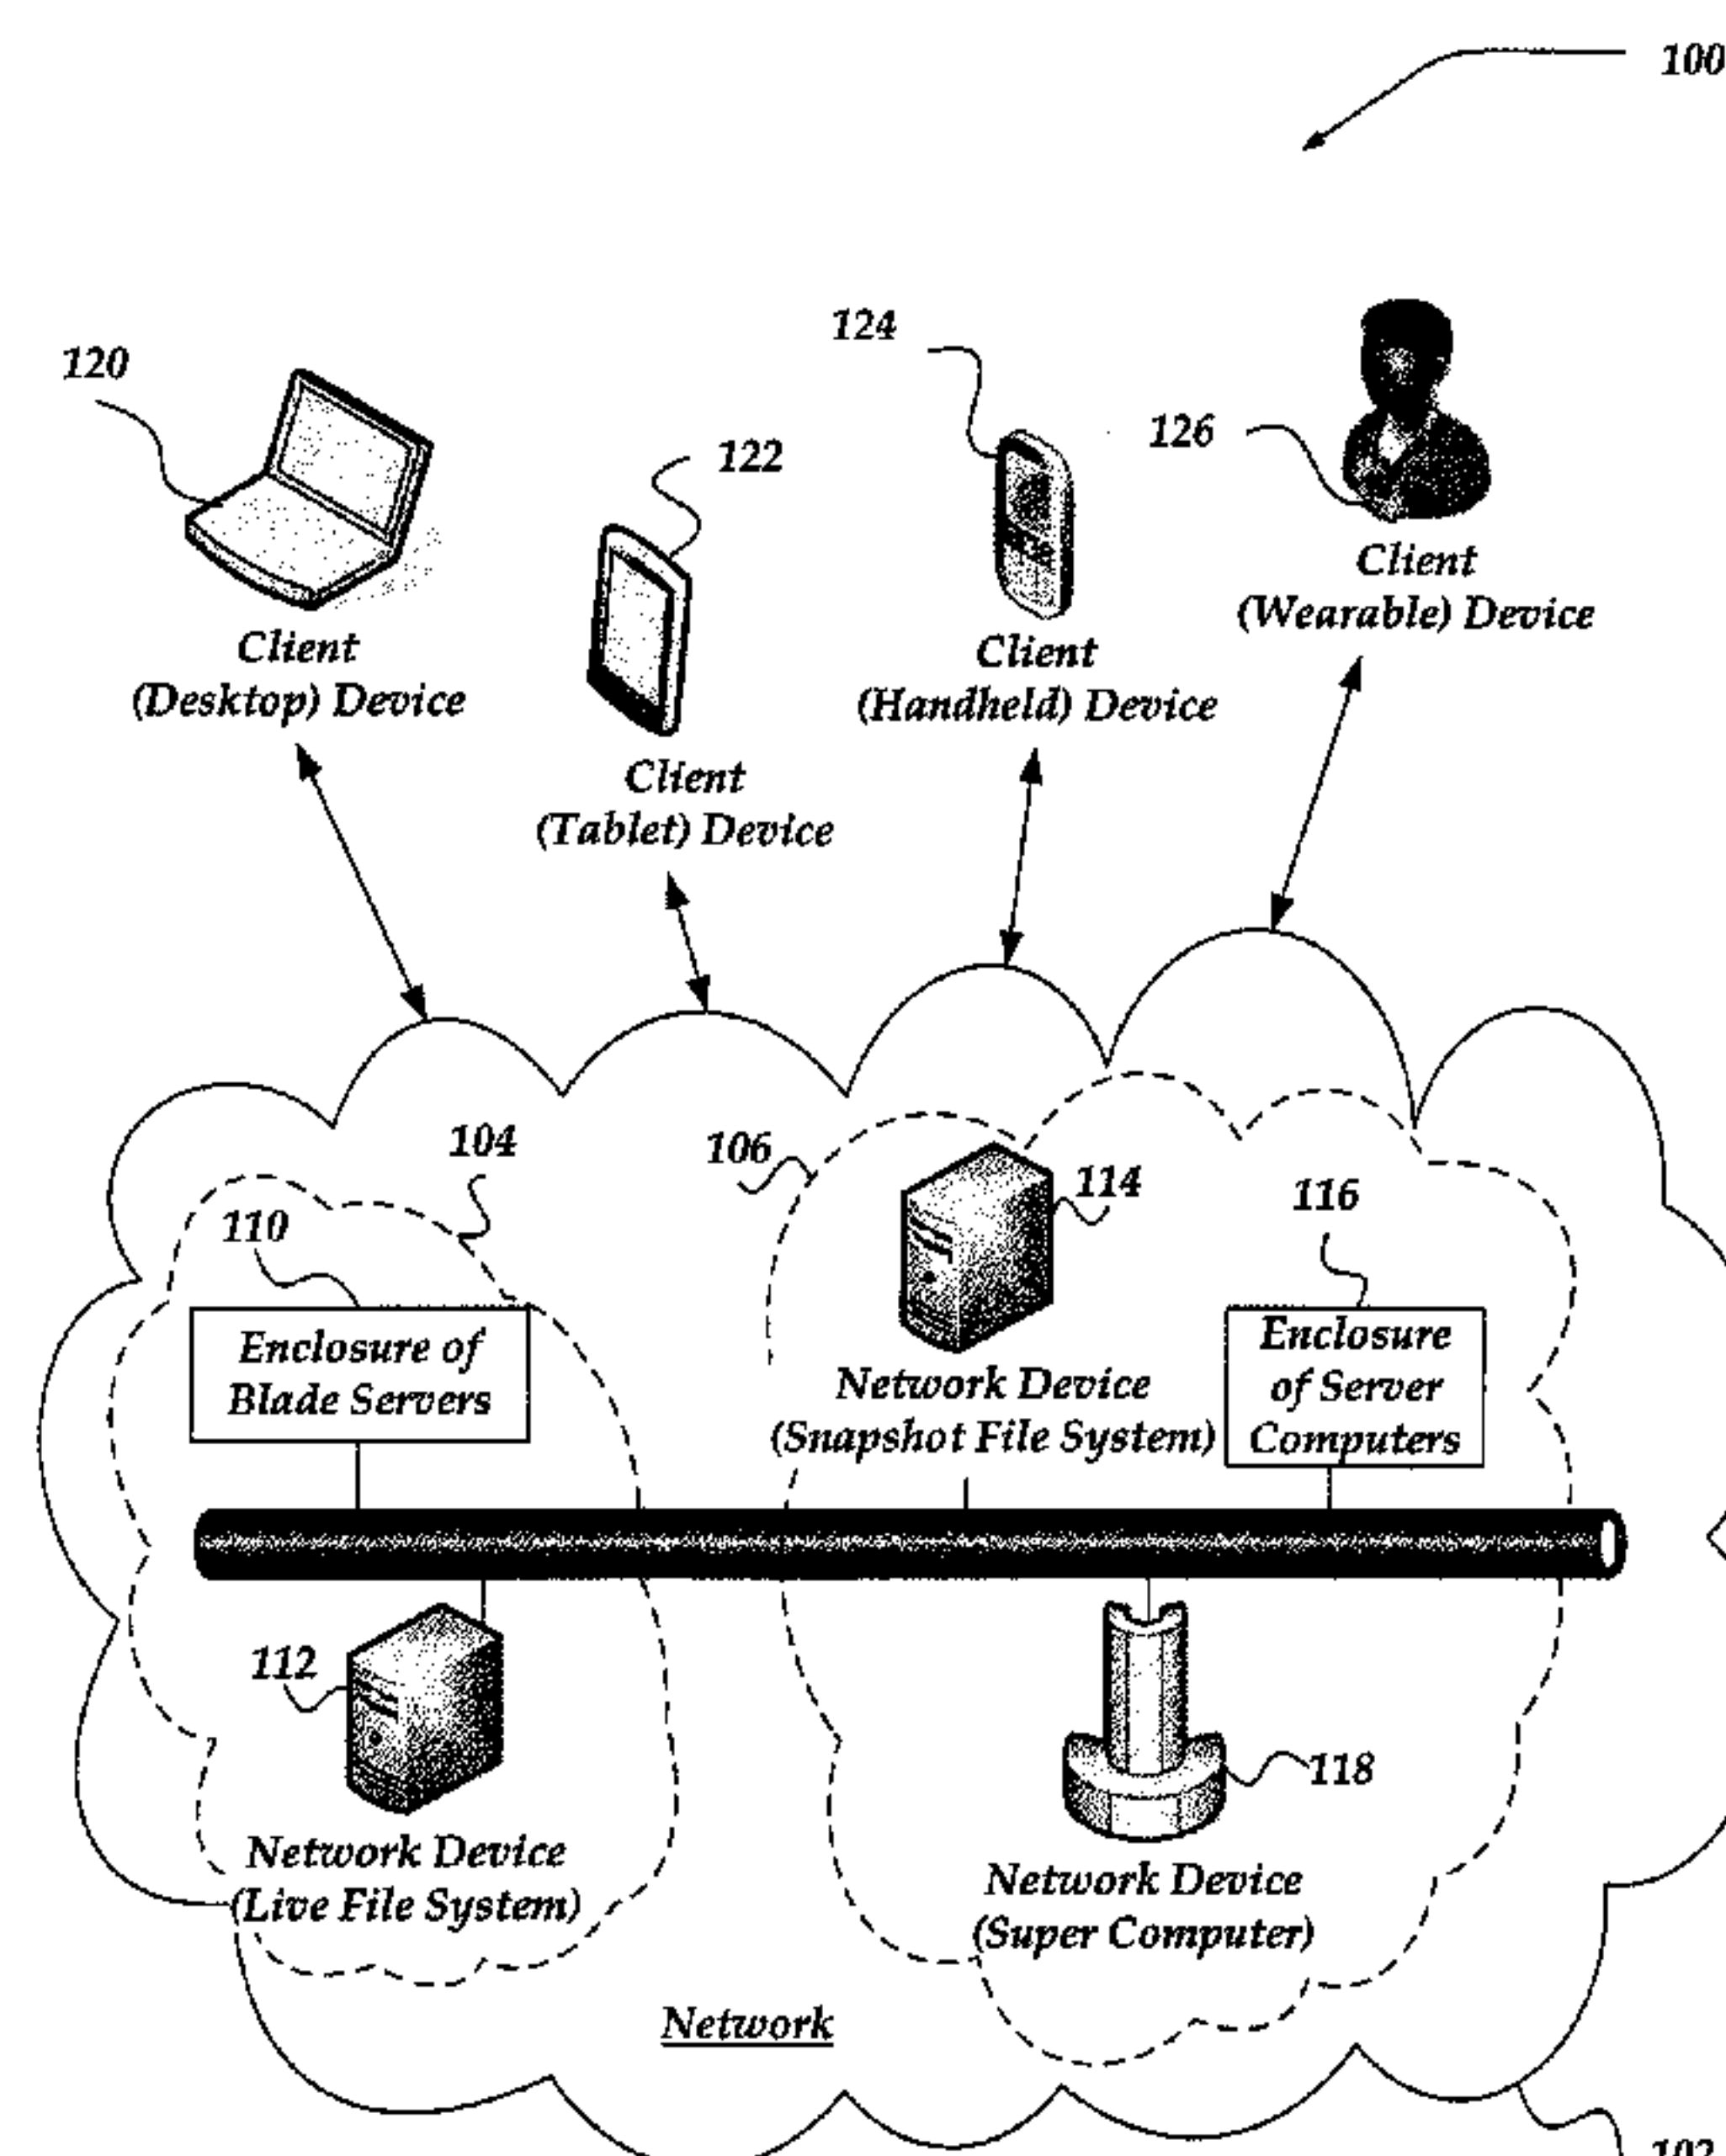 100
124
120
126
122
Client
(Wearable) Device
Client
(Desktop) Device
Client
(Handheld) Device
Client
(Tablet) Device
104
106
114
116
110
Enclosure of
Blade Servers
Enclosure
of Server
Computers
Network Device
(Snapshot File System)
112
118
Network Device
(Live File System)
Network Device
(Super Computer)
Network
102